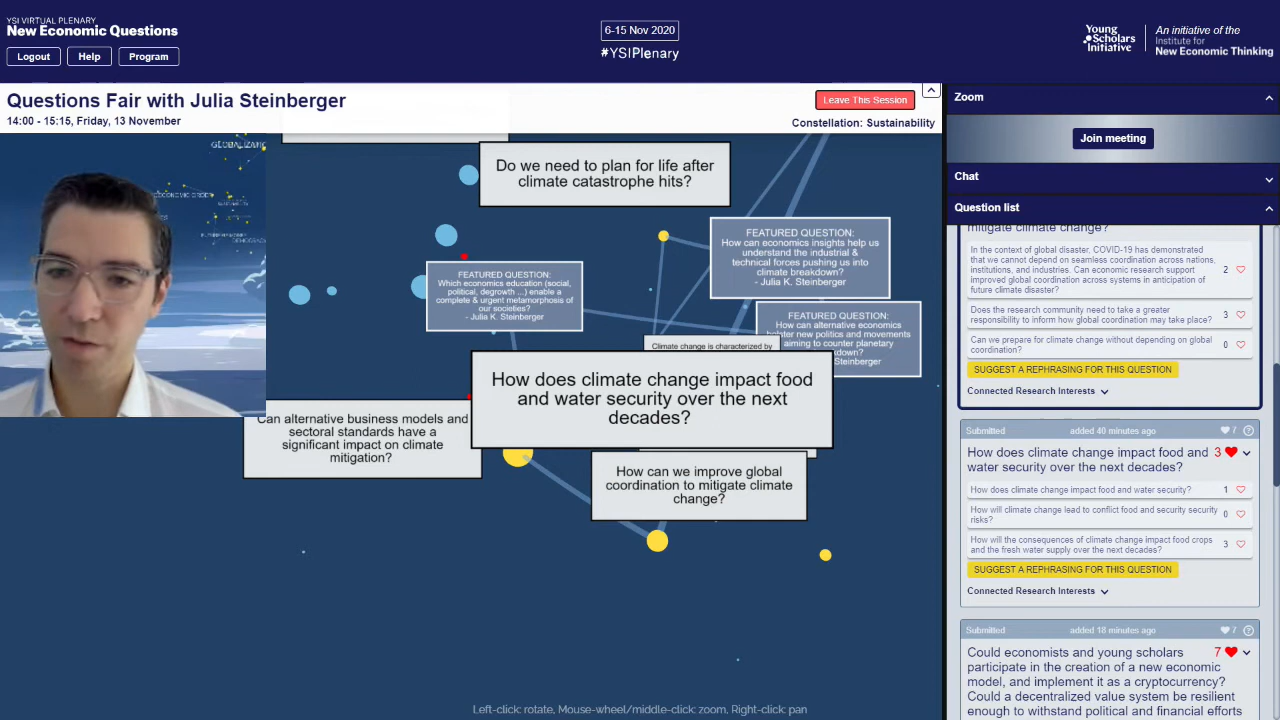 YSI VIRTUAL PLENARY
New Economic Questions
Logout
Help
Program
6-15 Nov 2020
#YSIPlenary
Young
Scholars
Initiative
An initiative of the
Institute for
New Economic Thinking
Questions Fair with Julia Steinberger
14:00 - 15:15, Friday, 13 November
Leave This Session
Constellation: Sustainability
Do we need to plan for life after
climate catastrophe hits?
FEATURED QUESTION:
How can economics insights help us
understand the industrial &
technical forces pushing us into
climate breakdown?
- Julia K. Steinberger
FEATURED QUESTION:
Which economics education (social,
political, degrowth ...) enable a
complete & urgent metamorphosis of
our societies?
- Julia K. Steinberger
FEATURED QUESTION:
How can alternative economics
new politics and movements
aiming to counter planetary
Steinberger
Climate change is characterized by
How does climate change impact food
and water security over the next
decades?
Can alternative business models and
sectoral standards have a
significant impact on climate
mitigation?
How can we improve global
coordination to mitigate climate
change?
Left-click: rotate, Mouse-wheel/middle-click: zoom, Right-click: pan
Zoom
Join meeting
Chat
Question list
mitigate climate change?
In the context of global disaster, COVID-19 has demonstrated
that we cannot depend on seamless coordination across nations,
institutions, and industries. Can economic research support
improved global coordination across systems in anticipation of
future climate disaster?
2
Does the research community need to take a greater
responsibility to inform how global coordination may take place?
3
Can we prepare for climate change without depending on global
coordination?
0
SUGGEST A REPHRASING FOR THIS QUESTION
Connected Research Interests
Submitted added 40 minutes ago 7
How does climate change impact food and
water security over the next decades?
3
How does climate change impact food and water security?
1
How will climate change lead to conflict food and security security
risks?
0
How will the consequences of climate change impact food crops
and the fresh water supply over the next decades?
3
SUGGEST A REPHRASING FOR THIS QUESTION
Connected Research Interests
Submitted added 18 minutes ago 7
Could economists and young scholars
participate in the creation of a new economic
model, and implement it as a cryptocurrency?
Could a decentralized value system be resilient
enough to withstand political and financial efforts
7